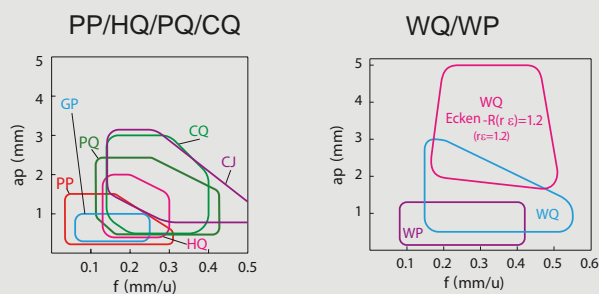 PP/HQ/PQ/CQ
5
4
3
2
1
ap (mm)
GP
PQ
PP
CQ
CJ
HQ
0.1 0.2 0.3 0.4 0.5
f (mm/u)
WQ/WP
5
4
3
2
1
ap (mm)
WQ
Ecken -R(r ε)=1.2
(rε=1.2)
WQ
WP
0.1 0.2 0.3 0.4 0.5 0.6
f (mm/u)